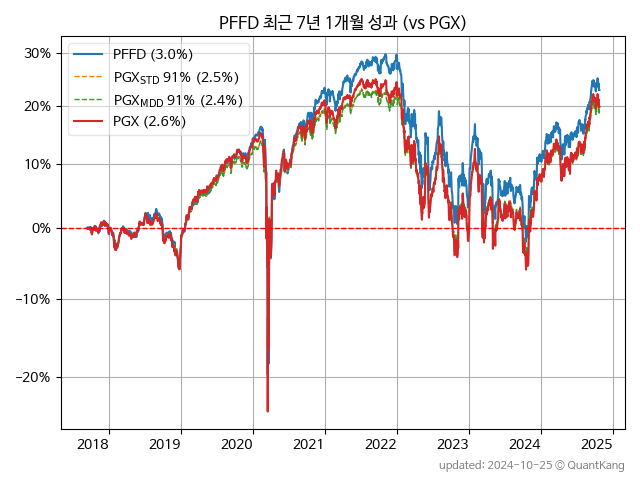 PFFD 최근 7년 1개월 성과 (vs PGX)
PFFD (3.0%)
PGX_STD 91% (2.5%)
PGX_MDD 91% (2.4%)
PGX (2.6%)
30%
20%
10%
0%
−10%
−20%
2018 2019 2020 2021 2022 2023 2024 2025
updated: 2024-10-25 © QuantKang